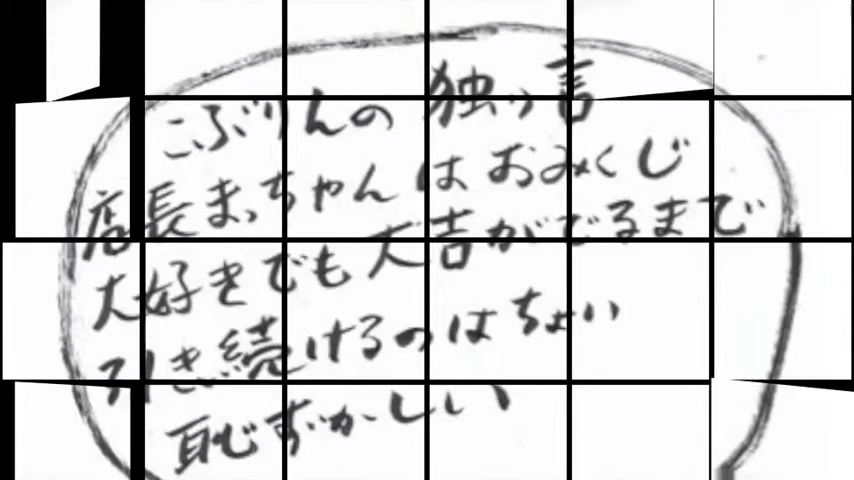 こぶりんの独り言
店長まっちゃんはおみくじ
大好きでも大吉がでるまで
引き続けるのはちょい
恥ずかしい